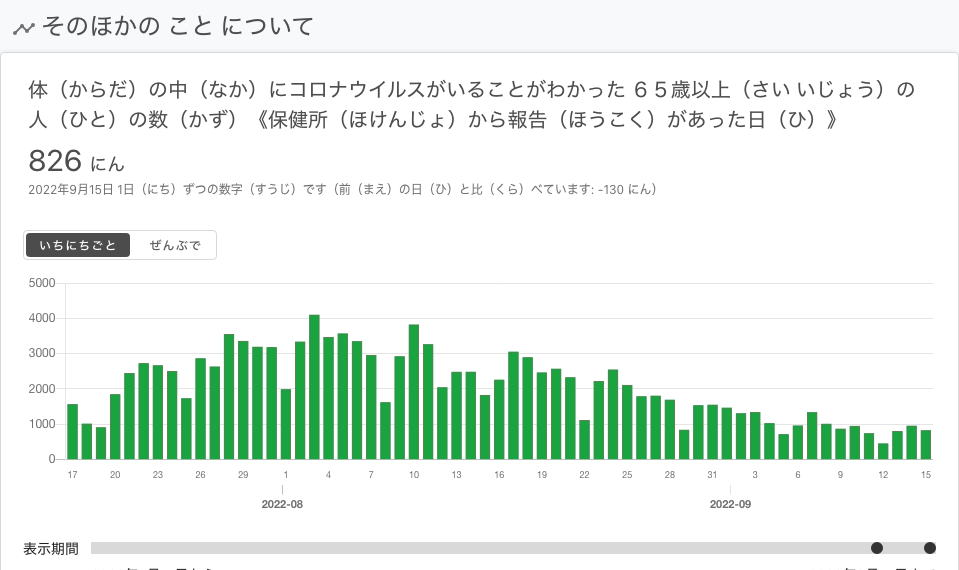 そのほかの こと について
体（からだ）の中（なか）にコロナウイルスがいることがわかった ６５歳以上（さい いじょう）の
人（ひと）の数（かず）《保健所（ほけんじょ）から報告（ほうこく）があった日（ひ）》
826 にん
2022年9月15日 1日（にち）ずつの数字（すうじ）です（前（まえ）の日（ひ）と比（くら）べています: -130 にん）
いちにちごと ぜんぶで
5000
4000
3000
2000
1000
0
17 20 23 26 29 1 4 7 10 13 16 19 22 25 28 31 3 6 9 12 15
2022-08 2022-09
表示期間